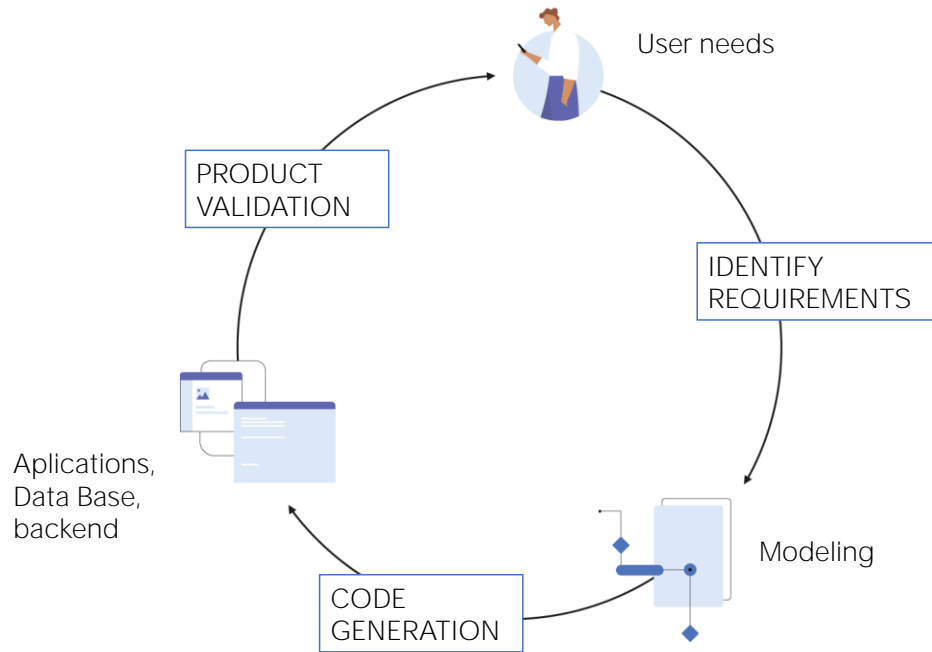 User needs
PRODUCT
VALIDATION
IDENTIFY
REQUIREMENTS
Aplications,
Data Base,
backend
Modeling
CODE
GENERATION